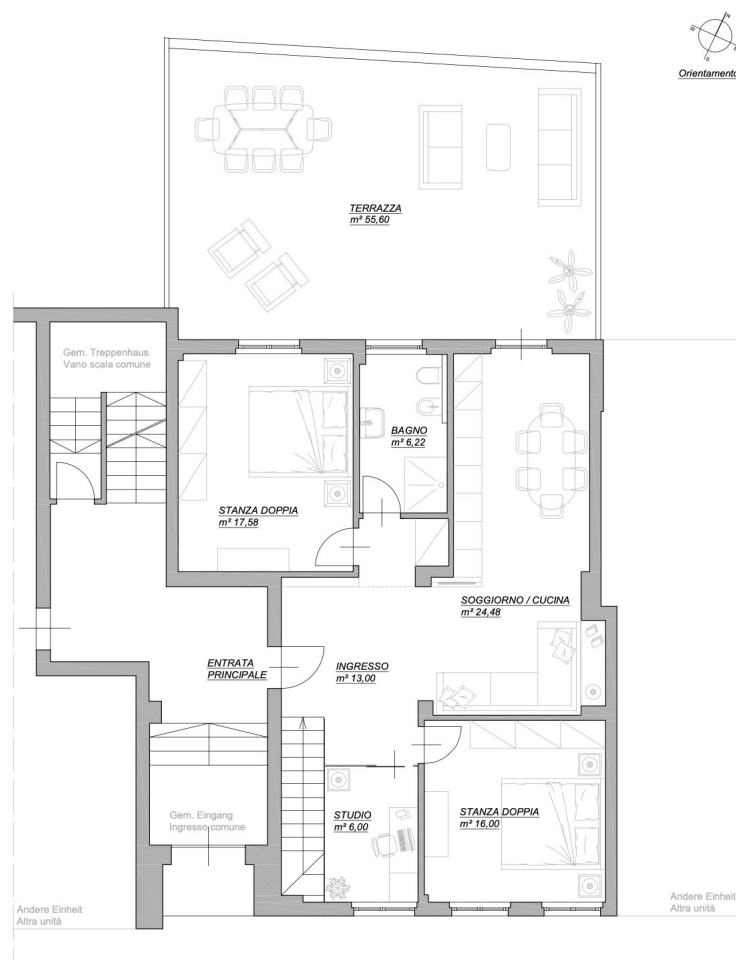 N
S
Orientamento
TERRAZZA
m² 55,60
Gem. Treppenhaus
Vano scala comune
BAGNO
m² 6,22
STANZA DOPPIA
m² 17,58
SOGGIORNO / CUCINA
m² 24,48
ENTRATA
PRINCIPALE
INGRESSO
m² 13,00
Gem. Eingang
Ingresso comune
STUDIO
m² 6,00
STANZA DOPPIA
m² 16,00
Andere Einheit
Altra unità
Andere Einheit
Altra unità